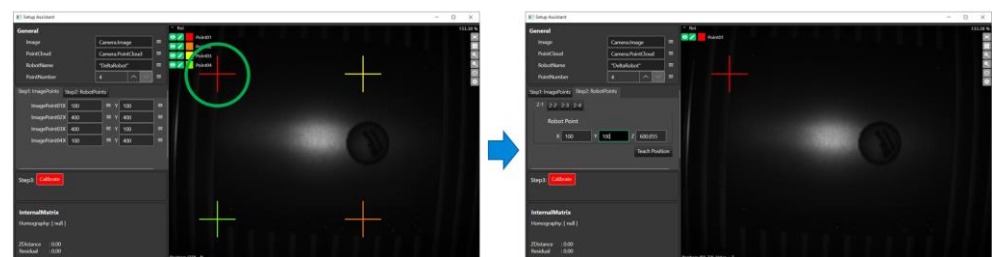 Setup Assistant
General
Image Camera.Image
PointCloud Camera.PointCloud
RobotName "DeltaRobot"
PointNumber 4
Step1: ImagePoints Step2: RobotPoints
ImagePoint01X 100 Y 100
ImagePoint02X 400 Y 400
ImagePoint03X 400 Y 100
ImagePoint04X 100 Y 400
Step3: Calibrate
InternalMatrix
Homography: [ null ]
ZDistance : 0.00
Residual : 0.00
Roi
Point01
Point03
Point04
Setup Assistant
General
Image Camera.Image
PointCloud Camera.PointCloud
RobotName "DeltaRobot"
PointNumber 4
Step1: ImagePoints Step2: RobotPoints
2-1 2-2 2-3 2-4
Robot Point
X 100 Y 100 Z 600.055
Teach Position
Step3: Calibrate
InternalMatrix
Homography: [ null ]
ZDistance : 0.00
Residual : 0.00
Roi
Point01